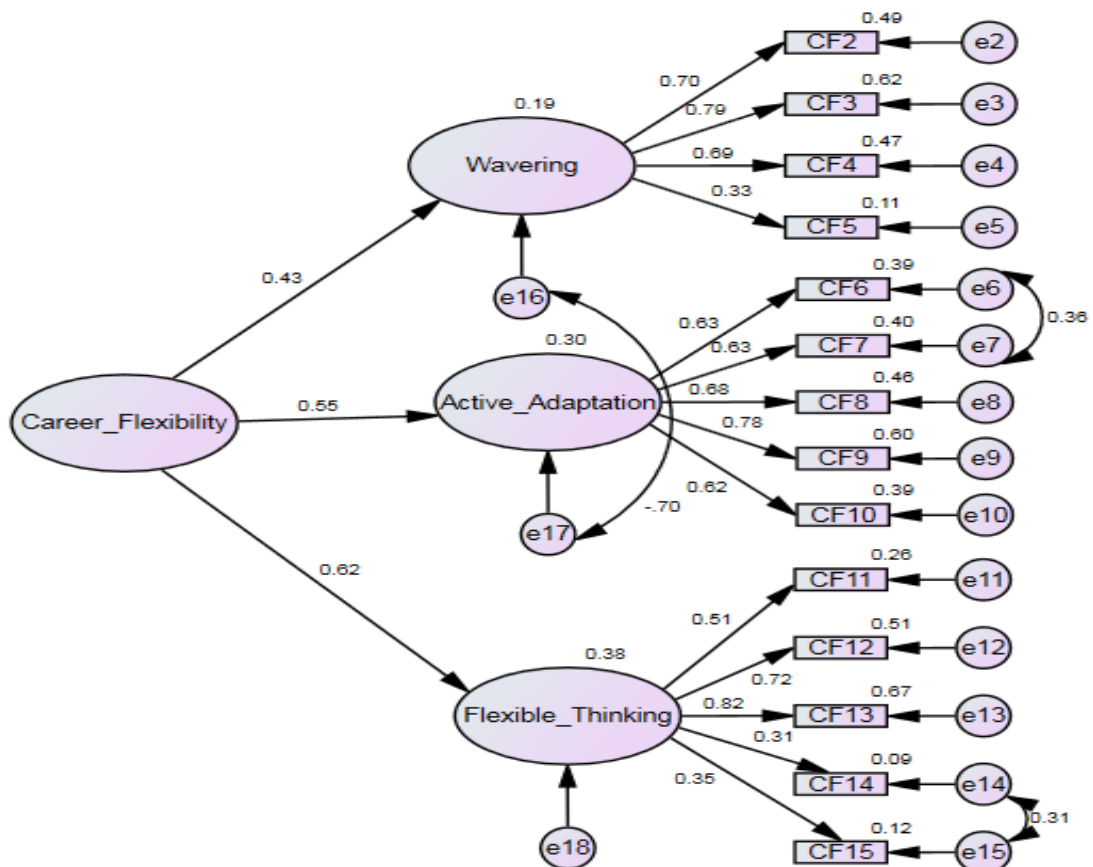 0.49
CF2
e2
0.70
0.62
CF3
e3
0.79
0.19
Wavering
0.47
CF4
e4
0.69
0.33
0.11
CF5
e5
0.43
e16
0.39
CF6
e6
0.63
0.36
0.40
CF7
e7
0.63
0.30
Active_Adaptation
0.46
CF8
e8
0.68
Career_Flexibility
0.55
0.78
0.60
CF9
e9
0.62
0.39
CF10
e10
-.70
e17
0.26
CF11
e11
0.62
0.51
0.51
CF12
e12
0.72
0.38
Flexible_Thinking
0.67
CF13
e13
0.82
0.31
0.09
CF14
e14
0.35
0.31
0.12
CF15
e15
e18